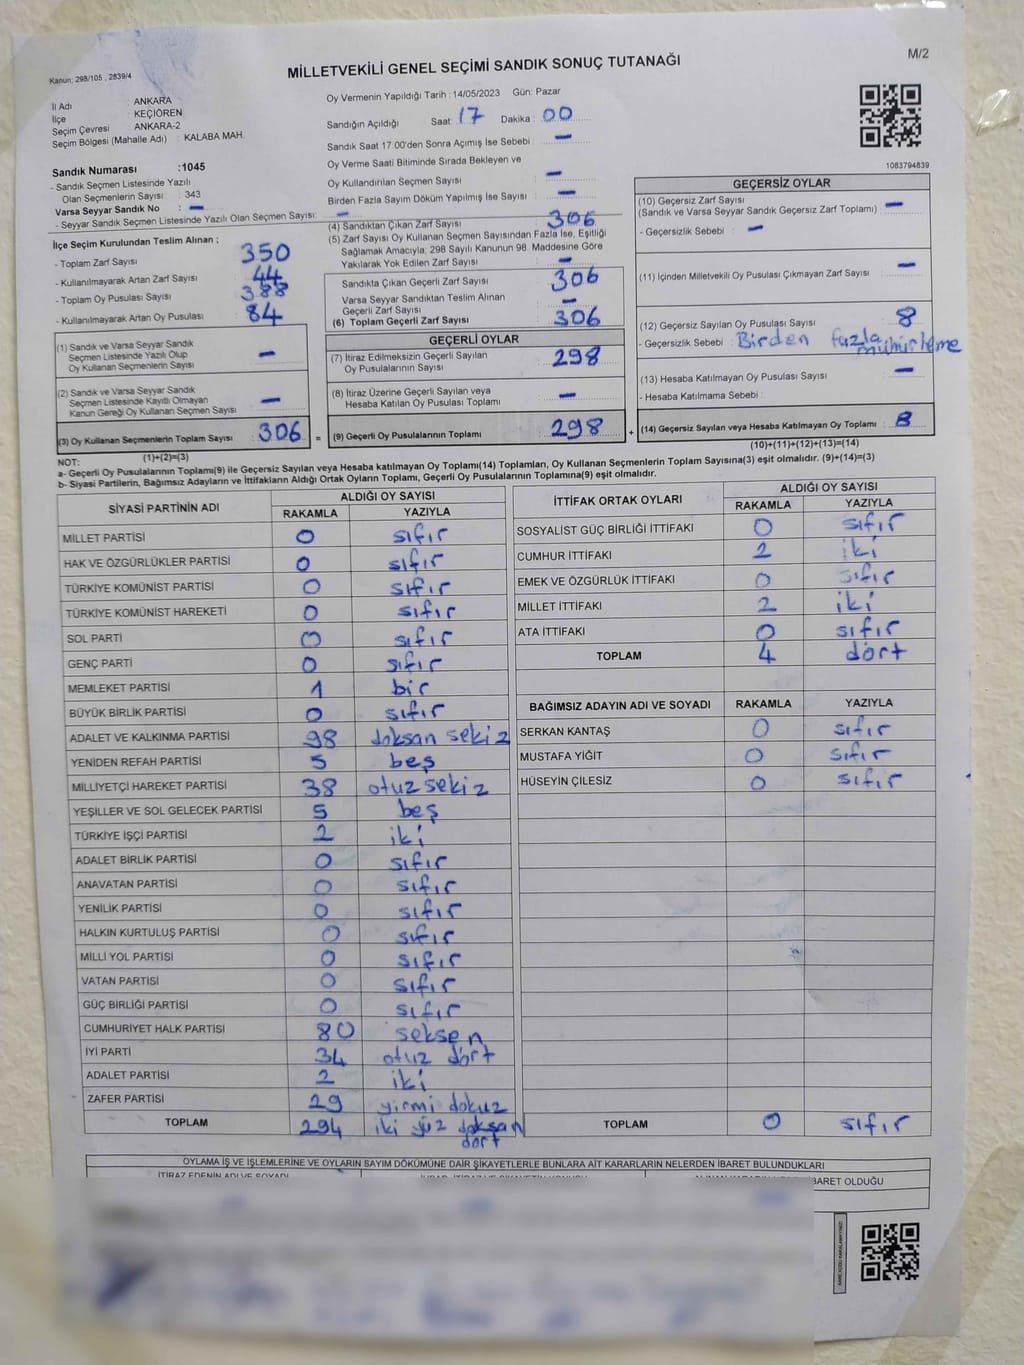 Kanun; 298/105 , 2839/4
MİLLETVEKİLİ GENEL SEÇİMİ SANDIK SONUÇ TUTANAĞI
M/2
İl Adı : ANKARA
İlçe : KEÇİÖREN
Seçim Çevresi : ANKARA-2
Seçim Bölgesi (Mahalle Adı) : KALABA MAH.
Sandık Numarası :1045
- Sandık Seçmen Listesinde Yazılı
Olan Seçmenlerin Sayısı : 343
Varsa Seyyar Sandık No : -
- Seyyar Sandık Seçmen Listesinde Yazılı Olan Seçmen Sayısı: -
Oy Vermenin Yapıldığı Tarih : 14/05/2023 Gün: Pazar
Sandığın Açıldığı Saat: 17 Dakika : 00
Sandık Saat 17.00'den Sonra Açımış İse Sebebi : -
Oy Verme Saati Bitiminde Sırada Bekleyen ve
Oy Kullandırılan Seçmen Sayısı : -
Birden Fazla Sayım Döküm Yapılmış İse Sayısı : -
1083794839
İlçe Seçim Kurulundan Teslim Alınan ;
- Toplam Zarf Sayısı : 350
- Kullanılmayarak Artan Zarf Sayısı : 44
- Toplam Oy Pusulası Sayısı : 388
- Kullanılmayarak Artan Oy Pusulası : 84
(1) Sandık ve Varsa Seyyar Sandık
Seçmen Listesinde Yazılı Olup
Oy Kullanan Seçmenlerin Sayısı : -
(2) Sandık ve Varsa Seyyar Sandık
Seçmen Listesinde Kayıtlı Olmayan
Kanun Gereği Oy Kullanan Seçmen Sayısı : -
(3) Oy Kullanan Seçmenlerin Toplam Sayısı : 306 =
(1)+(2)=(3)
(4) Sandıktan Çıkan Zarf Sayısı : 306
(5) Zarf Sayısı Oy Kullanan Seçmen Sayısından Fazla İse, Eşitliği
Sağlamak Amacıyla; 298 Sayılı Kanunun 98. Maddesine Göre
Yakılarak Yok Edilen Zarf Sayısı : -
Sandıkta Çıkan Geçerli Zarf Sayısı : 306
Varsa Seyyar Sandıktan Teslim Alınan
Geçerli Zarf Sayısı : -
(6) Toplam Geçerli Zarf Sayısı : 306
GEÇERLİ OYLAR
(7) İtiraz Edilmeksizin Geçerli Sayılan
Oy Pusulalarının Sayısı : 298
(8) İtiraz Üzerine Geçerli Sayılan veya
Hesaba Katılan Oy Pusulası Toplamı : -
(9) Geçerli Oy Pusulalarının Toplamı : 298 +
GEÇERSİZ OYLAR
(10) Geçersiz Zarf Sayısı
(Sandık ve Varsa Seyyar Sandık Geçersiz Zarf Toplamı) : -
- Geçersizlik Sebebi : -
(11) İçinden Milletvekili Oy Pusulası Çıkmayan Zarf Sayısı : -
(12) Geçersiz Sayılan Oy Pusulası Sayısı : 8
- Geçersizlik Sebebi : Birden fazla
mühürleme
(13) Hesaba Katılmayan Oy Pusulası Sayısı : -
- Hesaba Katılmama Sebebi :
(14) Geçersiz Sayılan veya Hesaba Katılmayan Oy Toplamı : 8
(10)+(11)+(12)+(13)=(14)
NOT:
a- Geçerli Oy Pusulalarının Toplamı(9) ile Geçersiz Sayılan veya Hesaba katılmayan Oy Toplamı(14) Toplamları, Oy Kullanan Seçmenlerin Toplam Sayısına(3) eşit olmalıdır. (9)+(14)=(3)
b- Siyasi Partilerin, Bağımsız Adayların ve İttifakların Aldığı Ortak Oyların Toplamı, Geçerli Oy Pusulalarının Toplamına(9) eşit olmalıdır.
SİYASİ PARTİNİN ADI ALDIĞI OY SAYISI
RAKAMLA YAZIYLA
MİLLET PARTİSİ 0 sıfır
HAK VE ÖZGÜRLÜKLER PARTİSİ 0 sıfır
TÜRKİYE KOMÜNİST PARTİSİ 0 sıfır
TÜRKİYE KOMÜNİST HAREKETİ 0 sıfır
SOL PARTİ 0 sıfır
GENÇ PARTİ 0 sıfır
MEMLEKET PARTİSİ 1 bir
BÜYÜK BİRLİK PARTİSİ 0 sıfır
ADALET VE KALKINMA PARTİSİ 98 doksan sekiz
YENİDEN REFAH PARTİSİ 5 beş
MİLLİYETÇİ HAREKET PARTİSİ 38 otuz sekiz
YEŞİLLER VE SOL GELECEK PARTİSİ 5 beş
TÜRKİYE İŞÇİ PARTİSİ 2 iki
ADALET BİRLİK PARTİSİ 0 sıfır
ANAVATAN PARTİSİ 0 sıfır
YENİLİK PARTİSİ 0 sıfır
HALKIN KURTULUŞ PARTİSİ 0 sıfır
MİLLİ YOL PARTİSİ 0 sıfır
VATAN PARTİSİ 0 sıfır
GÜÇ BİRLİĞİ PARTİSİ 0 sıfır
CUMHURİYET HALK PARTİSİ 80 seksen
İYİ PARTİ 34 otuz dört
ADALET PARTİSİ 2 iki
ZAFER PARTİSİ 29 yirmi dokuz
TOPLAM 294 iki yüz doksan
dört
İTTİFAK ORTAK OYLARI ALDIĞI OY SAYISI
RAKAMLA YAZIYLA
SOSYALİST GÜÇ BİRLİĞİ İTTİFAKI 0 sıfır
CUMHUR İTTİFAKI 2 iki
EMEK VE ÖZGÜRLÜK İTTİFAKI 0 sıfır
MİLLET İTTİFAKI 2 iki
ATA İTTİFAKI 0 sıfır
TOPLAM 4 dört
BAĞIMSIZ ADAYIN ADI VE SOYADI RAKAMLA YAZIYLA
SERKAN KANTAŞ 0 sıfır
MUSTAFA YİĞİT 0 sıfır
HÜSEYİN ÇİLESİZ 0 sıfır
TOPLAM 0 sıfır
OYLAMA İŞ VE İŞLEMLERİNE VE OYLARIN SAYIM DÖKÜMÜNE DAİR ŞİKAYETLERLE BUNLARA AİT KARARLARIN NELERDEN İBARET BULUNDUKLARI
İTİRAZ EDENİN ADI VE SOYADI
BARET OLDUĞU